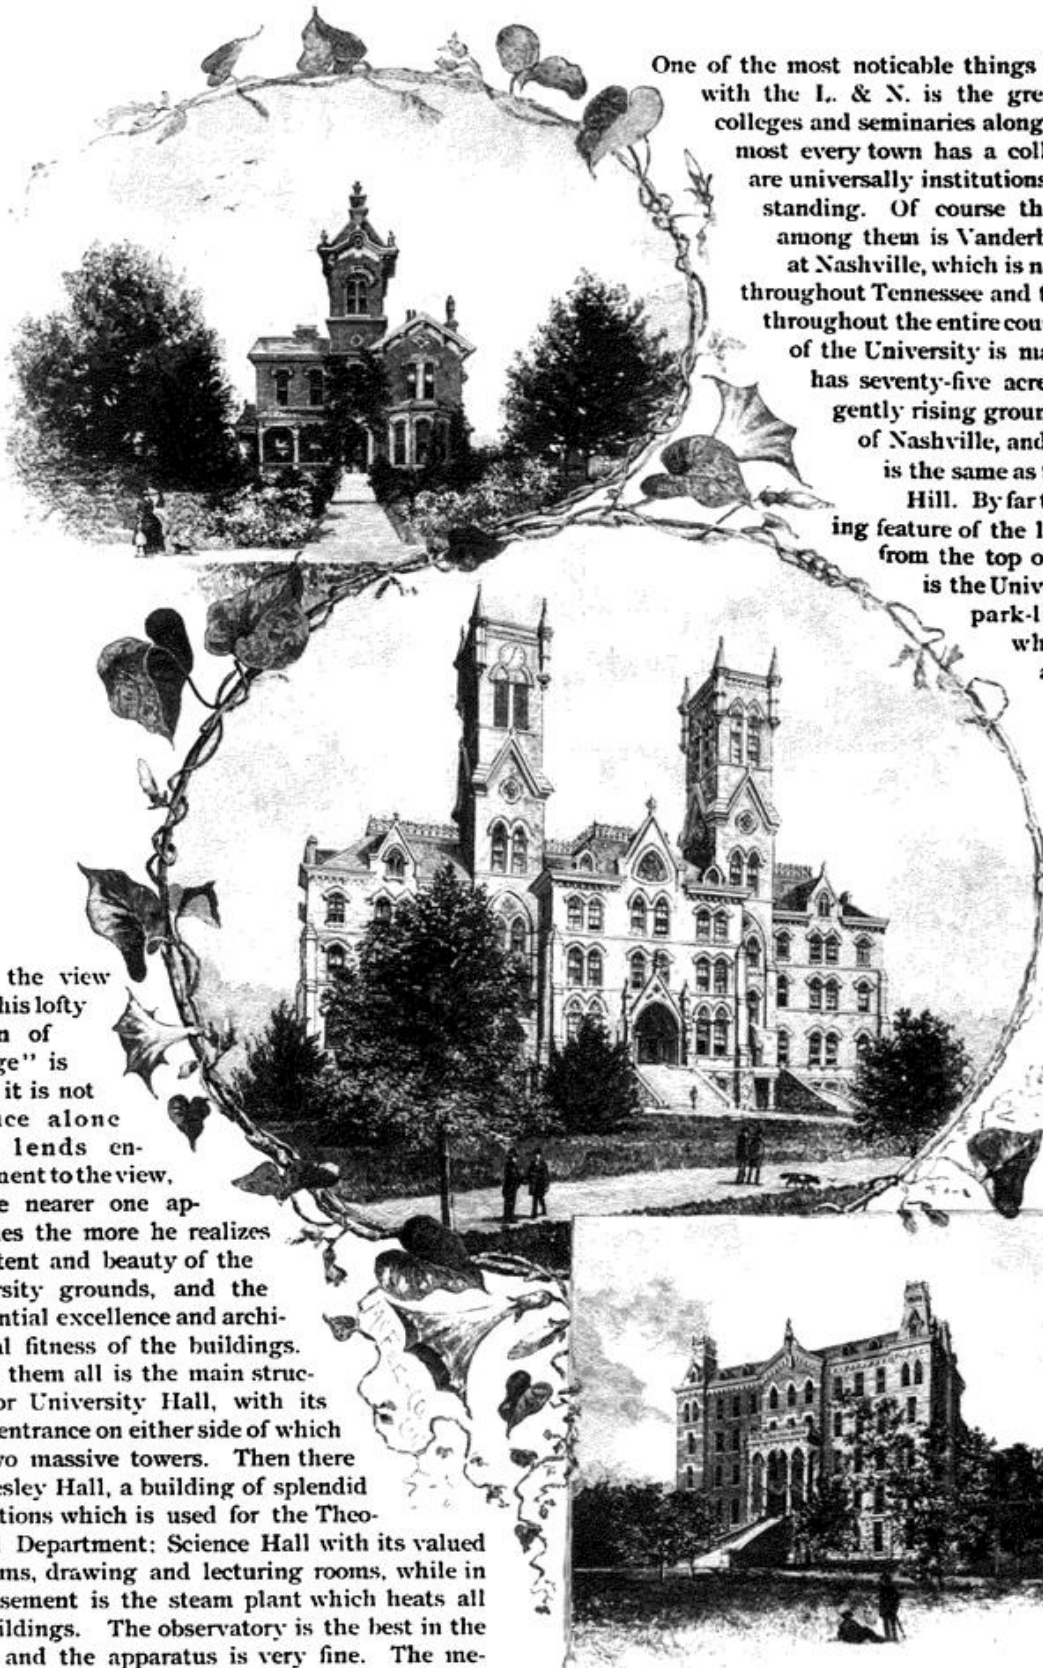 One of the most noticable things
with the L. & N. is the gre
colleges and seminaries along
most every town has a coll
are universally institutions
standing. Of course th
among them is Vanderb
at Nashville, which is n
throughout Tennessee and t
throughout the entire cou
of the University is ma
has seventy-five acre
gently rising groun
of Nashville, and
is the same as
Hill. By far t
ing feature of the l
from the top o
is the Univ
park-l
wh
a
the view
his lofty
n of
ge" is
it is not
ce alone
lends en-
ment to the view,
e nearer one ap-
es the more he realizes
tent and beauty of the
rsity grounds, and the
ntial excellence and archi-
al fitness of the buildings.
them all is the main struc-
or University Hall, with its
entrance on either side of which
vo massive towers. Then there
esley Hall, a building of splendid
tions which is used for the Theo-
Department: Science Hall with its valued
ms, drawing and lecturing rooms, while in
sement is the steam plant which heats all
ildings. The observatory is the best in the
and the apparatus is very fine. The me-